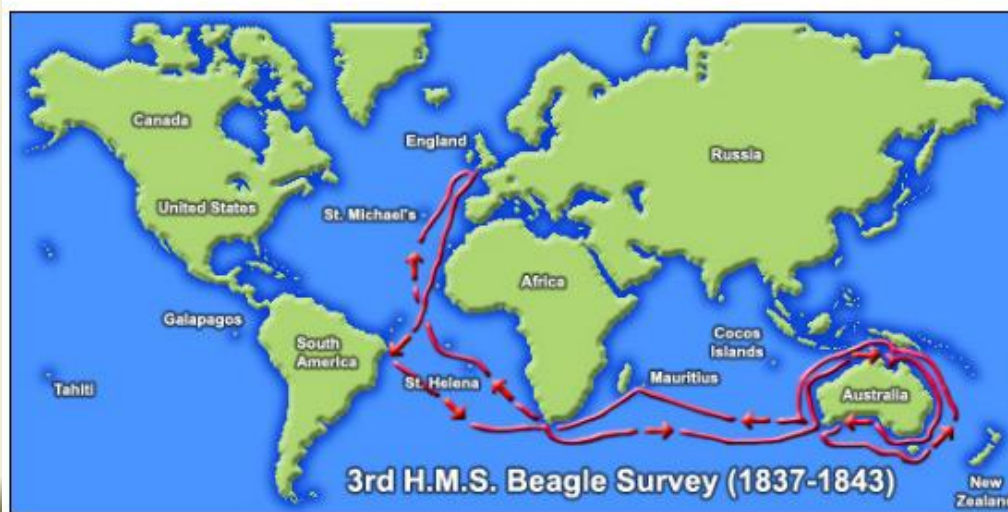 Canada
England
Russia
United States
St. Michael's
Africa
Galapagos
South
America
Cocos
Islands
Tahiti
St. Helena
Mauritius
Australia
3rd H.M.S. Beagle Survey (1837-1843)
New
Zealand